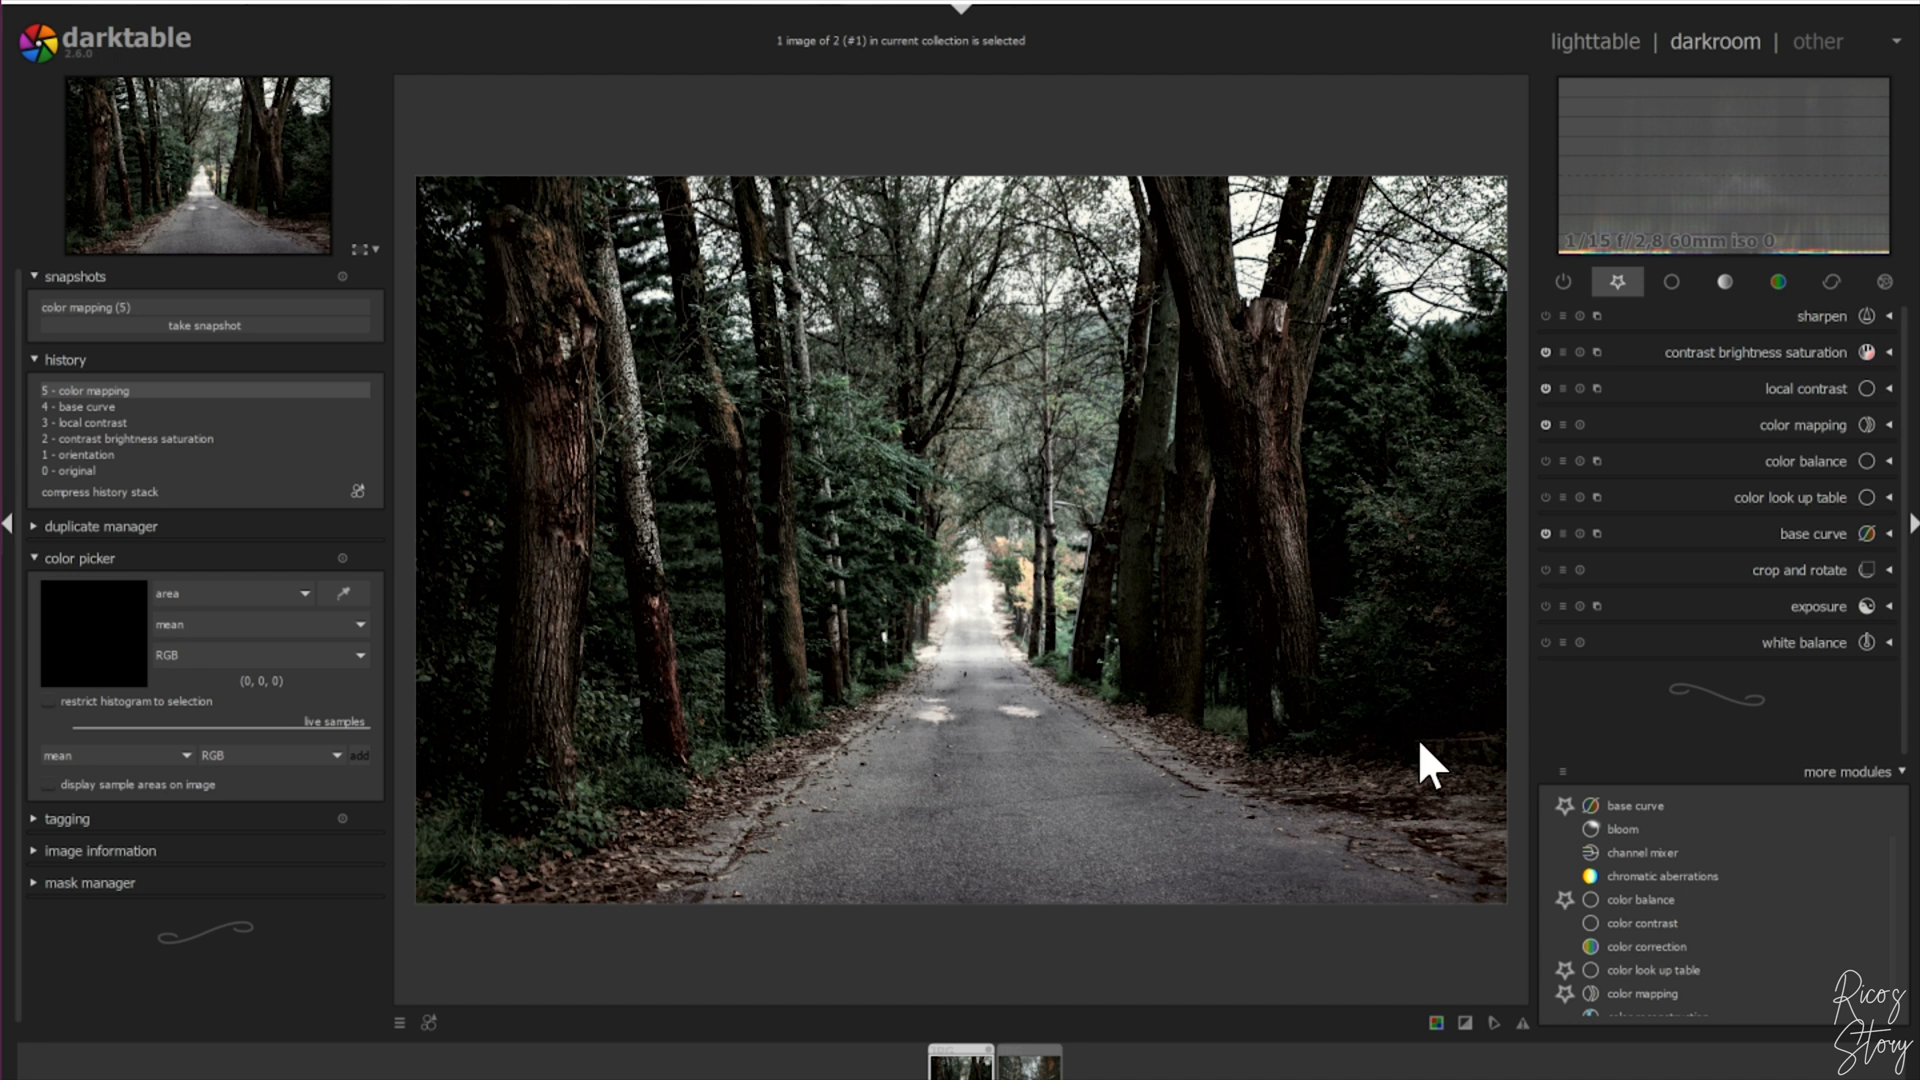 darktable
2.6.0
1 image of 2 (#1) in current collection is selected
lighttable | darkroom | other
1/15 f/2,8 60mm iso 0
snapshots
color mapping (5)
take snapshot
history
5 - color mapping
4 - base curve
3 - local contrast
2 - contrast brightness saturation
1 - orientation
0 - original
compress history stack
duplicate manager
color picker
area
mean
RGB
(0, 0, 0)
restrict histogram to selection
live samples
mean RGB add
display sample areas on image
tagging
image information
mask manager
sharpen
contrast brightness saturation
local contrast
color mapping
color balance
color look up table
base curve
crop and rotate
exposure
white balance
more modules
base curve
bloom
channel mixer
chromatic aberrations
color balance
color contrast
color correction
color look up table
color mapping
Rico's
Story